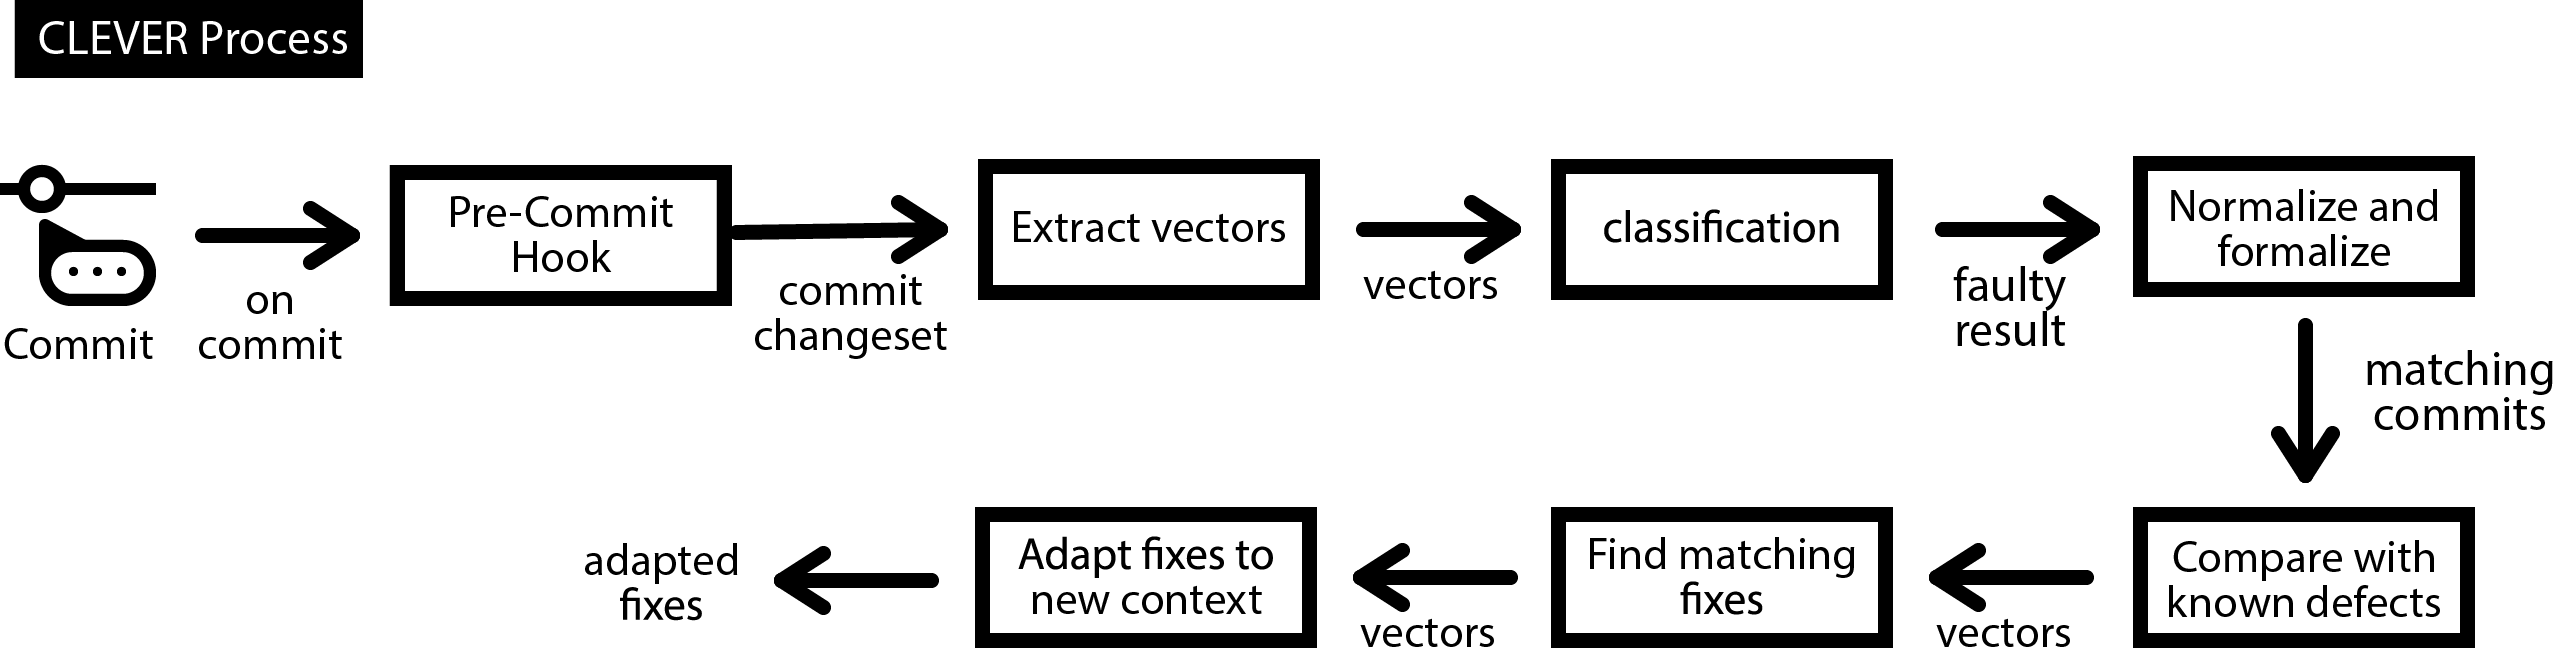 CLEVER Process
Commit
on
commit
Pre-Commit
Hook
commit
changeset
Extract vectors
vectors
classification
faulty
result
Normalize and
formalize
matching
commits
Compare with
known defects
vectors
Find matching
fixes
vectors
Adapt fixes to
new context
adapted
fixes